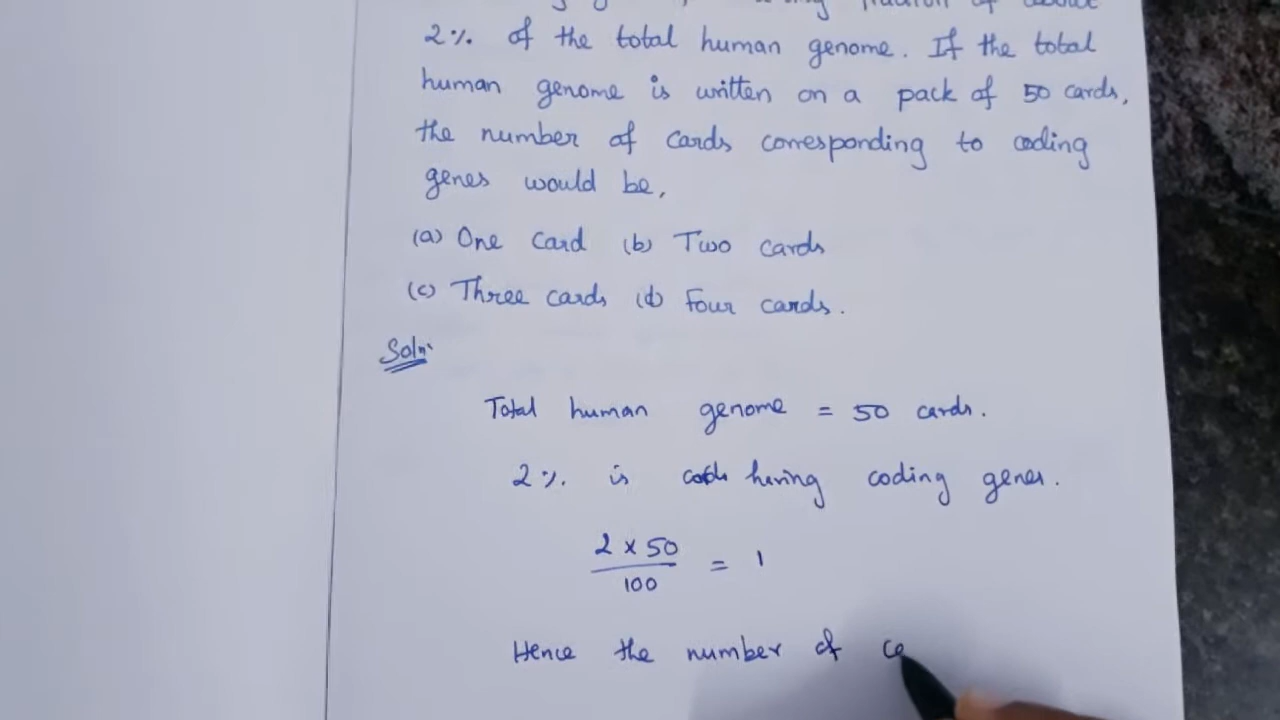 of
2%. of the total human genome. If the total
human genome is written on a pack of 50 cards,
the number of cards corresponding to coding
genes would be,
(a) One card (b) Two cards
(c) Three cards (d) Four cards.
Soln.
Total human genome = 50 cards.
2%. is having coding genes.
2 x 50
100
= 1
Hence the number of